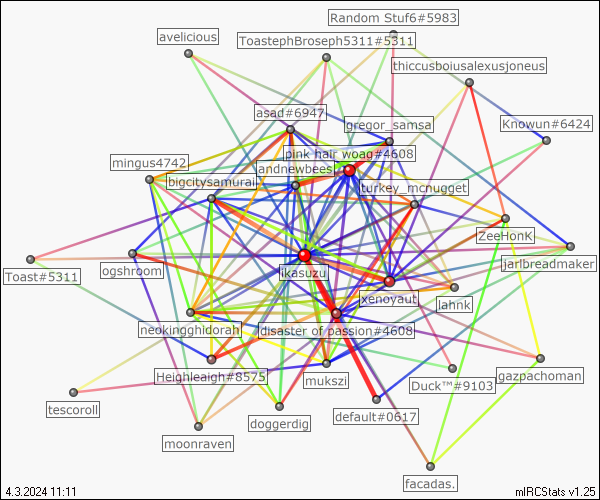 Random Stuf6#5983
avelicious
ToastephBroseph5311#5311
thiccusboiusalexusjoneus
asad#6947
gregor_samsa
Knowun#6424
pink hair woag#4608
mingus4742
andnewbees
bigcitysamurai
turkey_mcnugget
ZeeHonK
Toast#5311
ogshroom
likasuzu
jarlbreadmaker
xenoyaut
jahnk
neokingghidorah
disaster of passion#4608
Heighleaigh#8575
mukszi
Duck™#9103
gazpachoman
tescoroll
doggerdig
default#0617
moonraven
facadas.
4.3.2024 11:11
mIRCStats v1.25